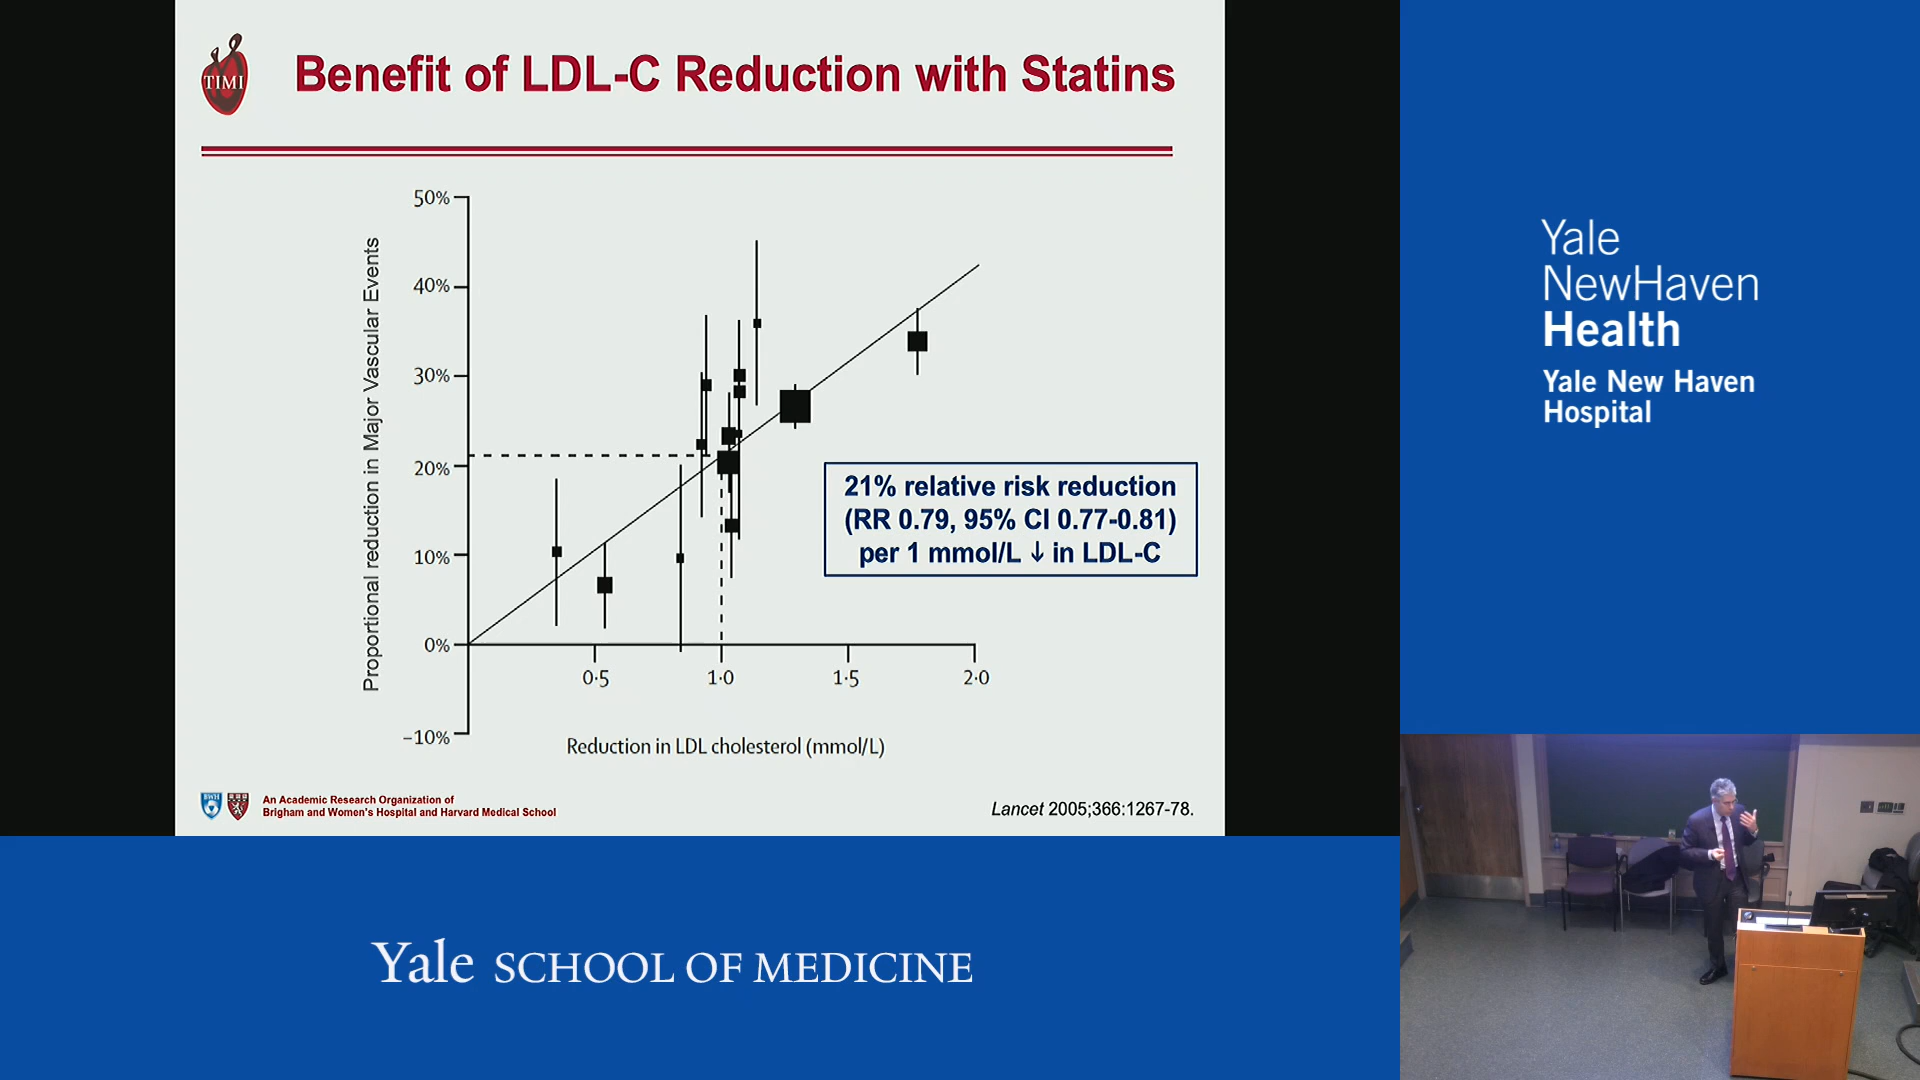 TIMI
Benefit of LDL-C Reduction with Statins
50%
40%
30%
20%
10%
0%
–10%
Proportional reduction in Major Vascular Events
0·5
1·0
1·5
2·0
Reduction in LDL cholesterol (mmol/L)
21% relative risk reduction
(RR 0.79, 95% CI 0.77-0.81)
per 1 mmol/L ↓ in LDL-C
BWH
An Academic Research Organization of
Brigham and Women's Hospital and Harvard Medical School
Lancet 2005;366:1267-78.
Yale
NewHaven
Health
Yale New Haven
Hospital
Yale SCHOOL OF MEDICINE